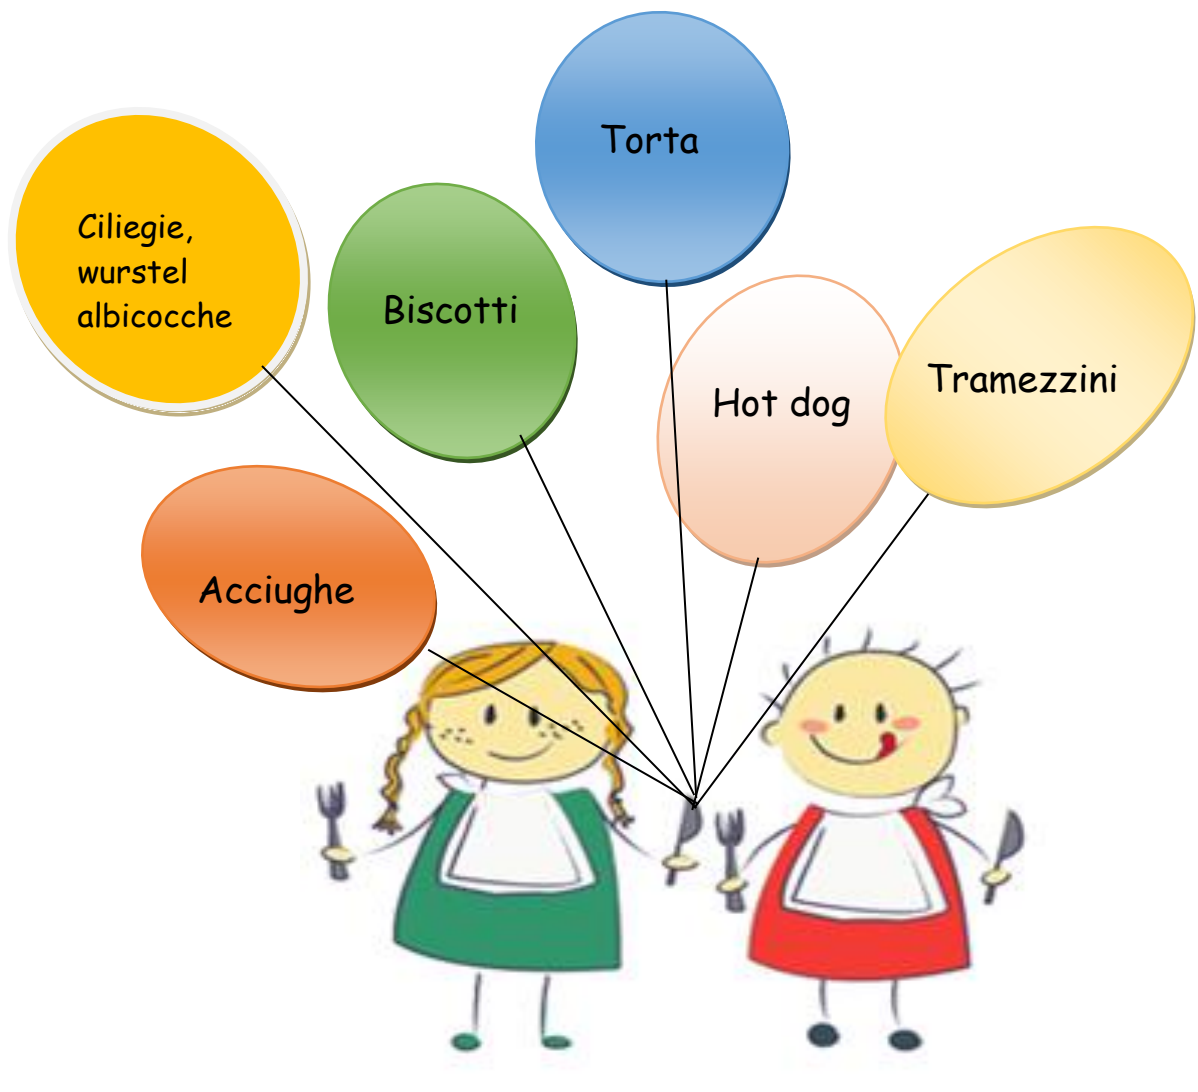 Torta
Ciliegie,
wurstel
albicocche
Biscotti
Hot dog
Tramezzini
Acciughe